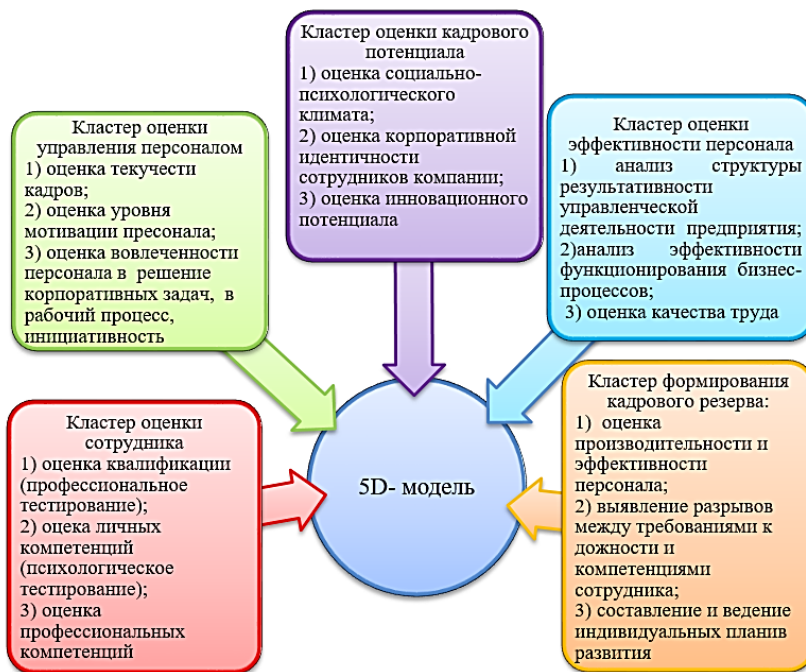 Кластер оценки кадрового
потенциала
1) оценка социально-
психологического
климата;
2) оценка корпоративной
идентичности
сотрудников компании;
3) оценка инновационного
потенциала
Кластер оценки
управления персоналом
1) оценка текучести
кадров;
2) оценка уровня
мотивации пресонала;
3) оценка вовлеченности
персонала в решение
корпоративных задач, в
рабочий процесс,
инициативность
Кластер оценки
эффективности персонала
1) анализ структуры
результативности
управленческой
деятельности предприятия;
2)анализ эффективности
функционирования бизнес-
процессов;
3) оценка качества труда
Кластер оценки
сотрудника
1) оценка квалификации
(профессиональное
тестирование);
2) оцека личных
компетенций
(психологическое
тестирование);
3) оценка
профессиональных
компетенций
5D- модель
Кластер формирования
кадрового резерва:
1) оценка
производительности и
эффективности
персонала;
2) выявление разрывов
между требованиями к
дожности и
компетенциями
сотрудника;
3) составление и ведение
индивидуальных планив
развития